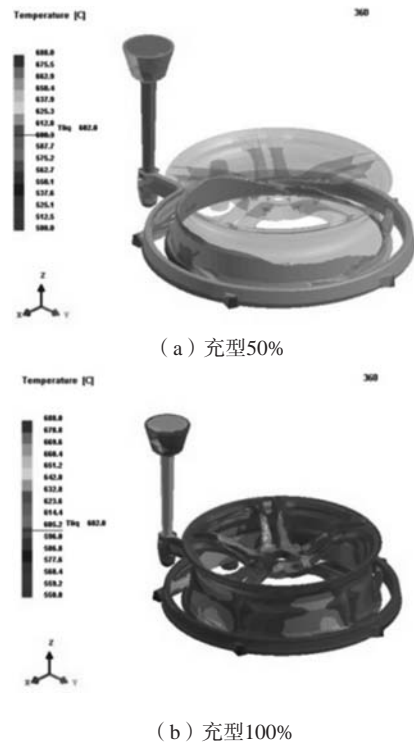 Temperature [C]
360
688.0
675.5
662.9
650.4
637.9
625.3
612.8
600.3
Tliq 602.0
587.7
575.2
562.7
550.1
537.6
525.1
512.5
500.0
Z
X
Y
（a）充型50%
Temperature [C]
360
688.0
678.8
669.6
660.4
651.2
642.0
632.8
623.6
614.4
605.2
Tliq 602.0
596.0
586.8
577.6
568.4
559.2
550.0
Z
X
Y
（b）充型100%